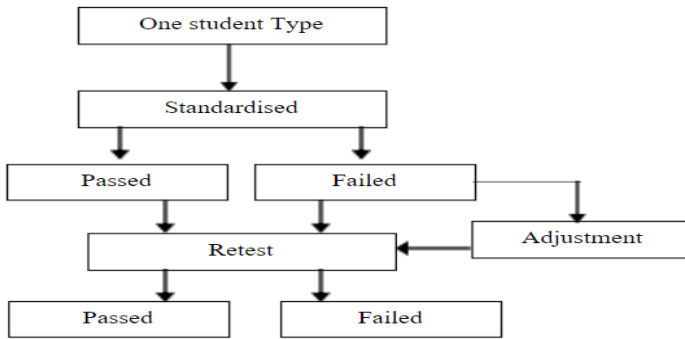 One student Type
Standardised
Passed
Failed
Adjustment
Retest
Passed
Failed